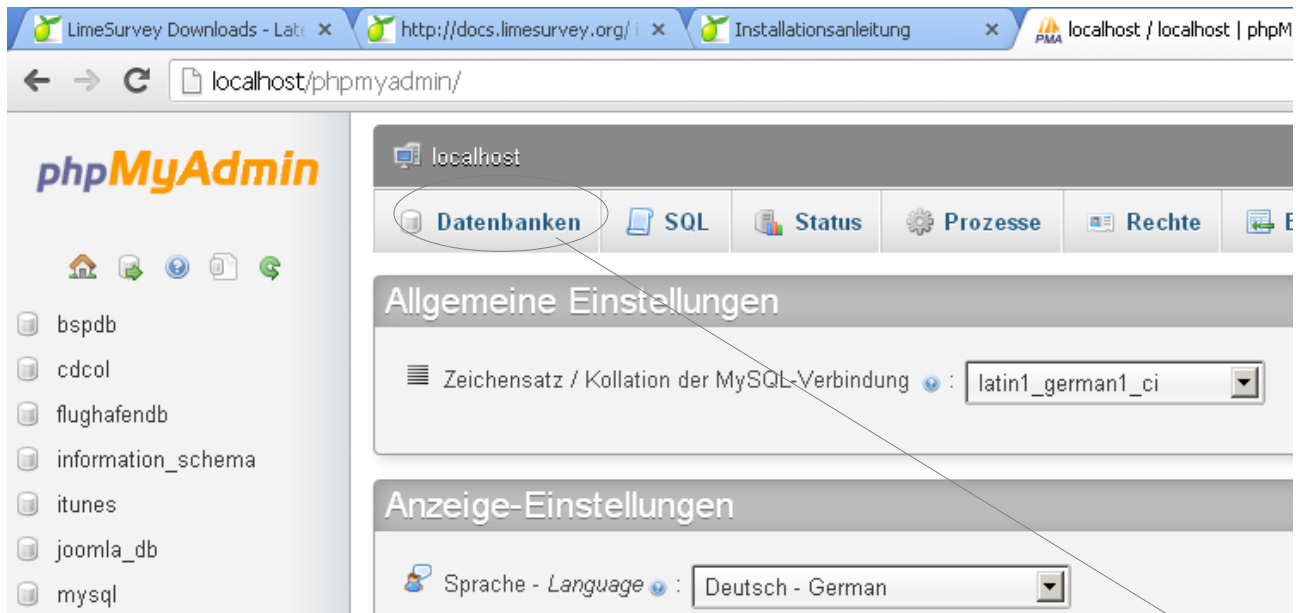 LimeSurvey Downloads - Late
http://docs.limesurvey.org/ i
Installationsanleitung
PMA localhost / localhost | phpM
localhost/phpmyadmin/
phpMyAdmin
localhost
Datenbanken SQL Status Prozesse Rechte E
Allgemeine Einstellungen
Zeichensatz / Kollation der MySQL-Verbindung : latin1_german1_ci
Anzeige-Einstellungen
Sprache - Language : Deutsch - German
bspdb
cdcol
flughafendb
information_schema
itunes
joomla_db
mysql